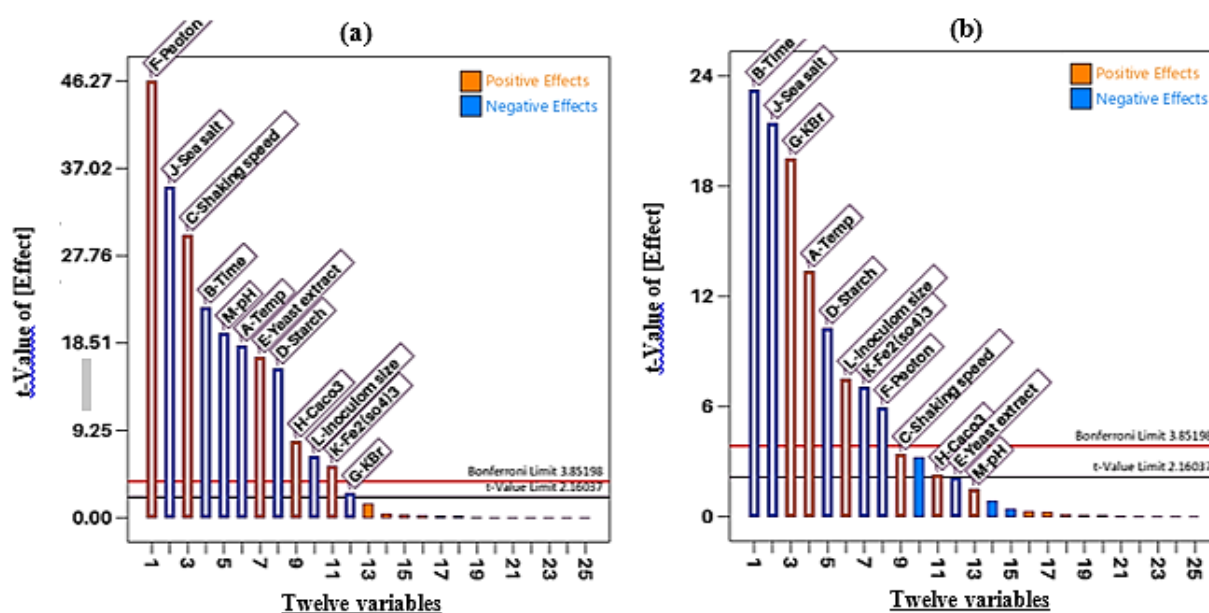 (a)
t-Value of [Effect]
46.27
37.02
27.76
18.51
9.25
0.00
F-Peoton
J-Sea salt
C-Shaking speed
B-Time
M-pH
A-Temp
E-Yeast extract
D-Starch
H-Caco3
L-Inoculom size
K-Fe2(so4)3
G-KBr
Positive Effects
Negative Effects
Bonferroni Limit 3.85198
t-Value Limit 2.16037
1 3 5 7 9 11 13 15 17 19 21 23 25
Twelve variables
(b)
t-Value of [Effect]
24
18
12
6
0
B-Time
J-Sea salt
G-KBr
A-Temp
D-Starch
L-Inoculom size
K-Fe2(so4)3
F-Peoton
C-Shaking speed
H-Caco3
E-Yeast extract
M-pH
Positive Effects
Negative Effects
Bonferroni Limit 3.85198
t-Value Limit 2.16037
1 3 5 7 9 11 13 15 17 19 21 23 25
Twelve variables